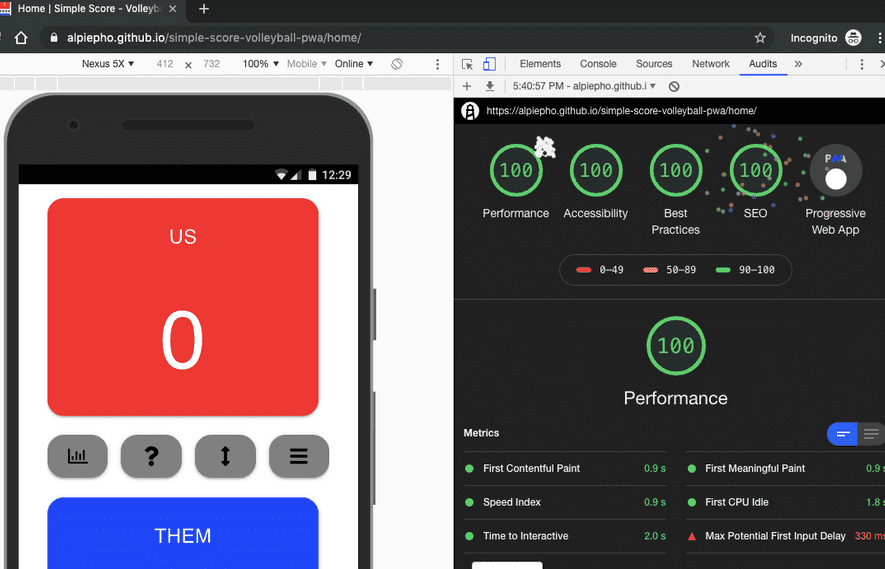 Home | Simple Score - Volleyb
alpiepho.github.io/simple-score-volleyball-pwa/home/
Incognito
Nexus 5X ▾ 412 × 732 100% ▾ Mobile ▾ Online ▾
Elements Console Sources Network Audits »
5:40:57 PM - alpiepho.github.i ▾
https://alpiepho.github.io/simple-score-volleyball-pwa/home/
12:29
US
0
?
THEM
100 100 100 100 PWA
Performance Accessibility Best Practices SEO Progressive Web App
0–49 50–89 90–100
100
Performance
Metrics
First Contentful Paint 0.9 s
First Meaningful Paint 0.9 s
Speed Index 0.9 s
First CPU Idle 1.8 s
Time to Interactive 2.0 s
Max Potential First Input Delay 330 ms